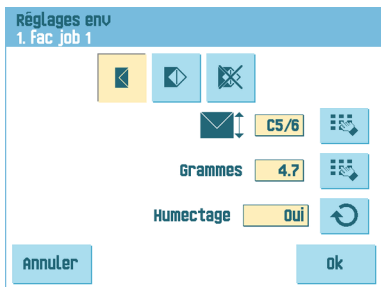 Réglages env
1. Fac job 1
C5/6
Grammes 4.7
Humectage Oui
Annuler Ok